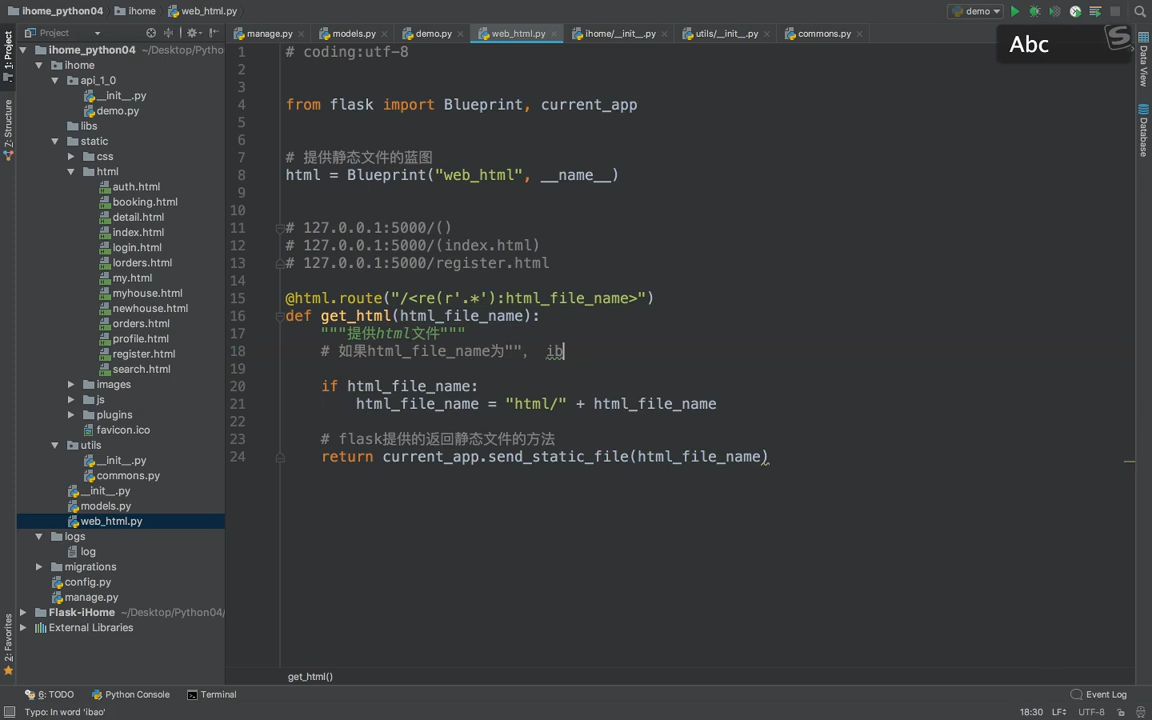 ihome_python04 ihome web_html.py demo
Project manage.py models.py demo.py web_html.py ihome/__init__.py utils/__init__.py commons.py
Abc
1: Project
Z: Structure
2: Favorites
Data View
Database
ihome_python04 ~/Desktop/Pytho
ihome
api_1_0
__init__.py
demo.py
libs
static
css
html
auth.html
booking.html
detail.html
index.html
login.html
lorders.html
my.html
myhouse.html
newhouse.html
orders.html
profile.html
register.html
search.html
images
js
plugins
favicon.ico
utils
__init__.py
commons.py
__init__.py
models.py
web_html.py
logs
log
migrations
config.py
manage.py
Flask-iHome ~/Desktop/Python04/
External Libraries
1 # coding:utf-8
2
3
4 from flask import Blueprint, current_app
5
6
7 # 提供静态文件的蓝图
8 html = Blueprint("web_html", __name__)
9
10
11 # 127.0.0.1:5000/()
12 # 127.0.0.1:5000/(index.html)
13 # 127.0.0.1:5000/register.html
14
15 @html.route("/<re(r'.*'):html_file_name>")
16 def get_html(html_file_name):
17 """提供html文件"""
18 # 如果html_file_name为""， ib
19
20 if html_file_name:
21 html_file_name = "html/" + html_file_name
22
23 # flask提供的返回静态文件的方法
24 return current_app.send_static_file(html_file_name)
get_html()
6: TODO Python Console Terminal Event Log
Typo: In word 'ibao' 18:30 LF UTF-8